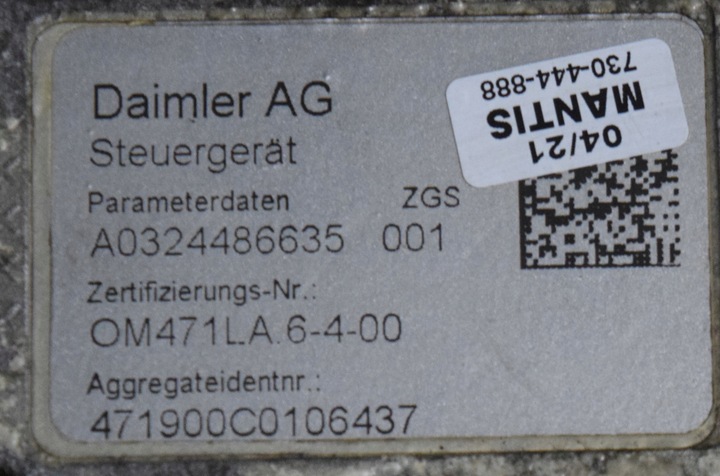 Daimler AG
Steuergerät
Parameterdaten ZGS
A0324486635 001
Zertifizierungs-Nr.:
OM471LA.6-4-00
Aggregateidentnr.:
471900C0106437
04/21
MANTIS
730-444-888